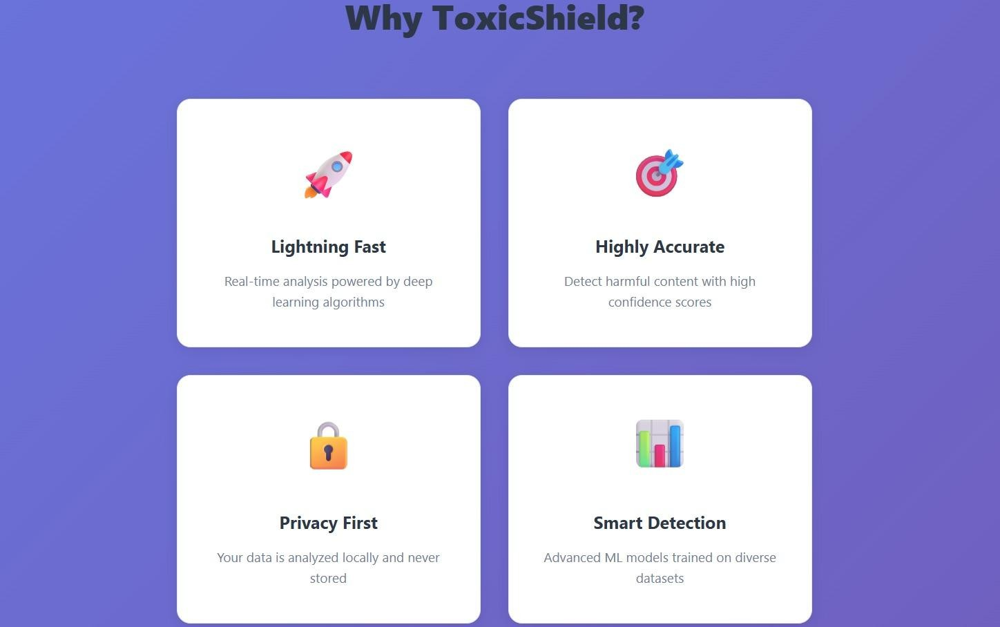 Why ToxicShield?
Lightning Fast
Real-time analysis powered by deep
learning algorithms
Highly Accurate
Detect harmful content with high
confidence scores
Privacy First
Your data is analyzed locally and never
stored
Smart Detection
Advanced ML models trained on diverse
datasets